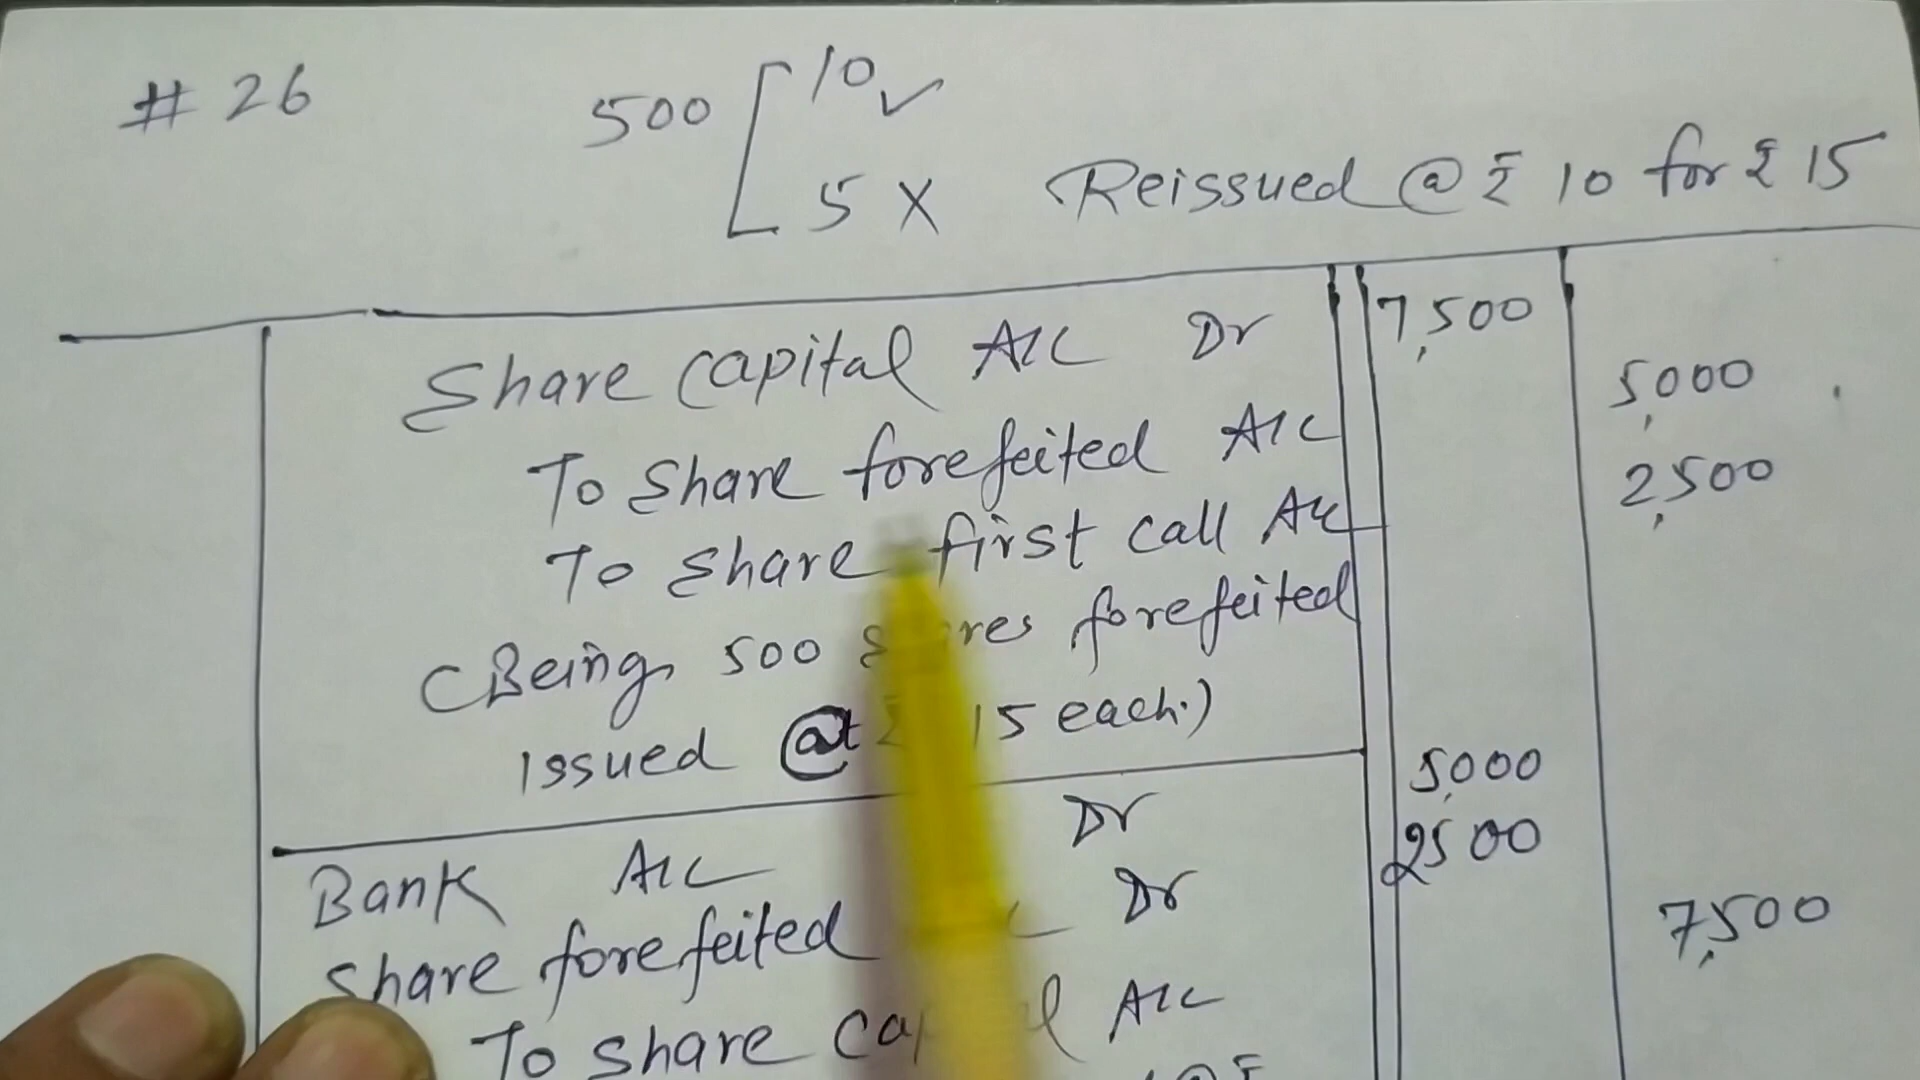 # 26
500 [ 10 ✓
5 X Reissued @ ₹ 10 for ₹ 15
Share capital A/c Dr 7,500
To Share forefeited A/c 5,000
To share first call A/c 2,500
(Being 500 forefeited
issued @ 15 each.)
Bank A/c Dr 5,000
Share forefeited Dr 2500
To share A/c 7,500
@ ₹